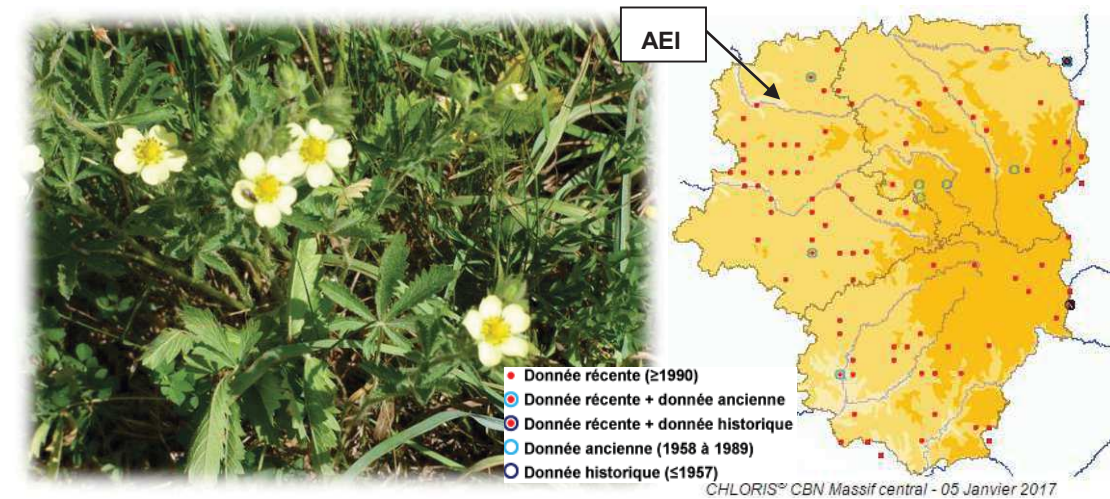 AEI
Donnée récente (≥1990)
Donnée récente + donnée ancienne
Donnée récente + donnée historique
Donnée ancienne (1958 à 1989)
Donnée historique (≤1957)
CHLORIS© CBN Massif central - 05 Janvier 2017